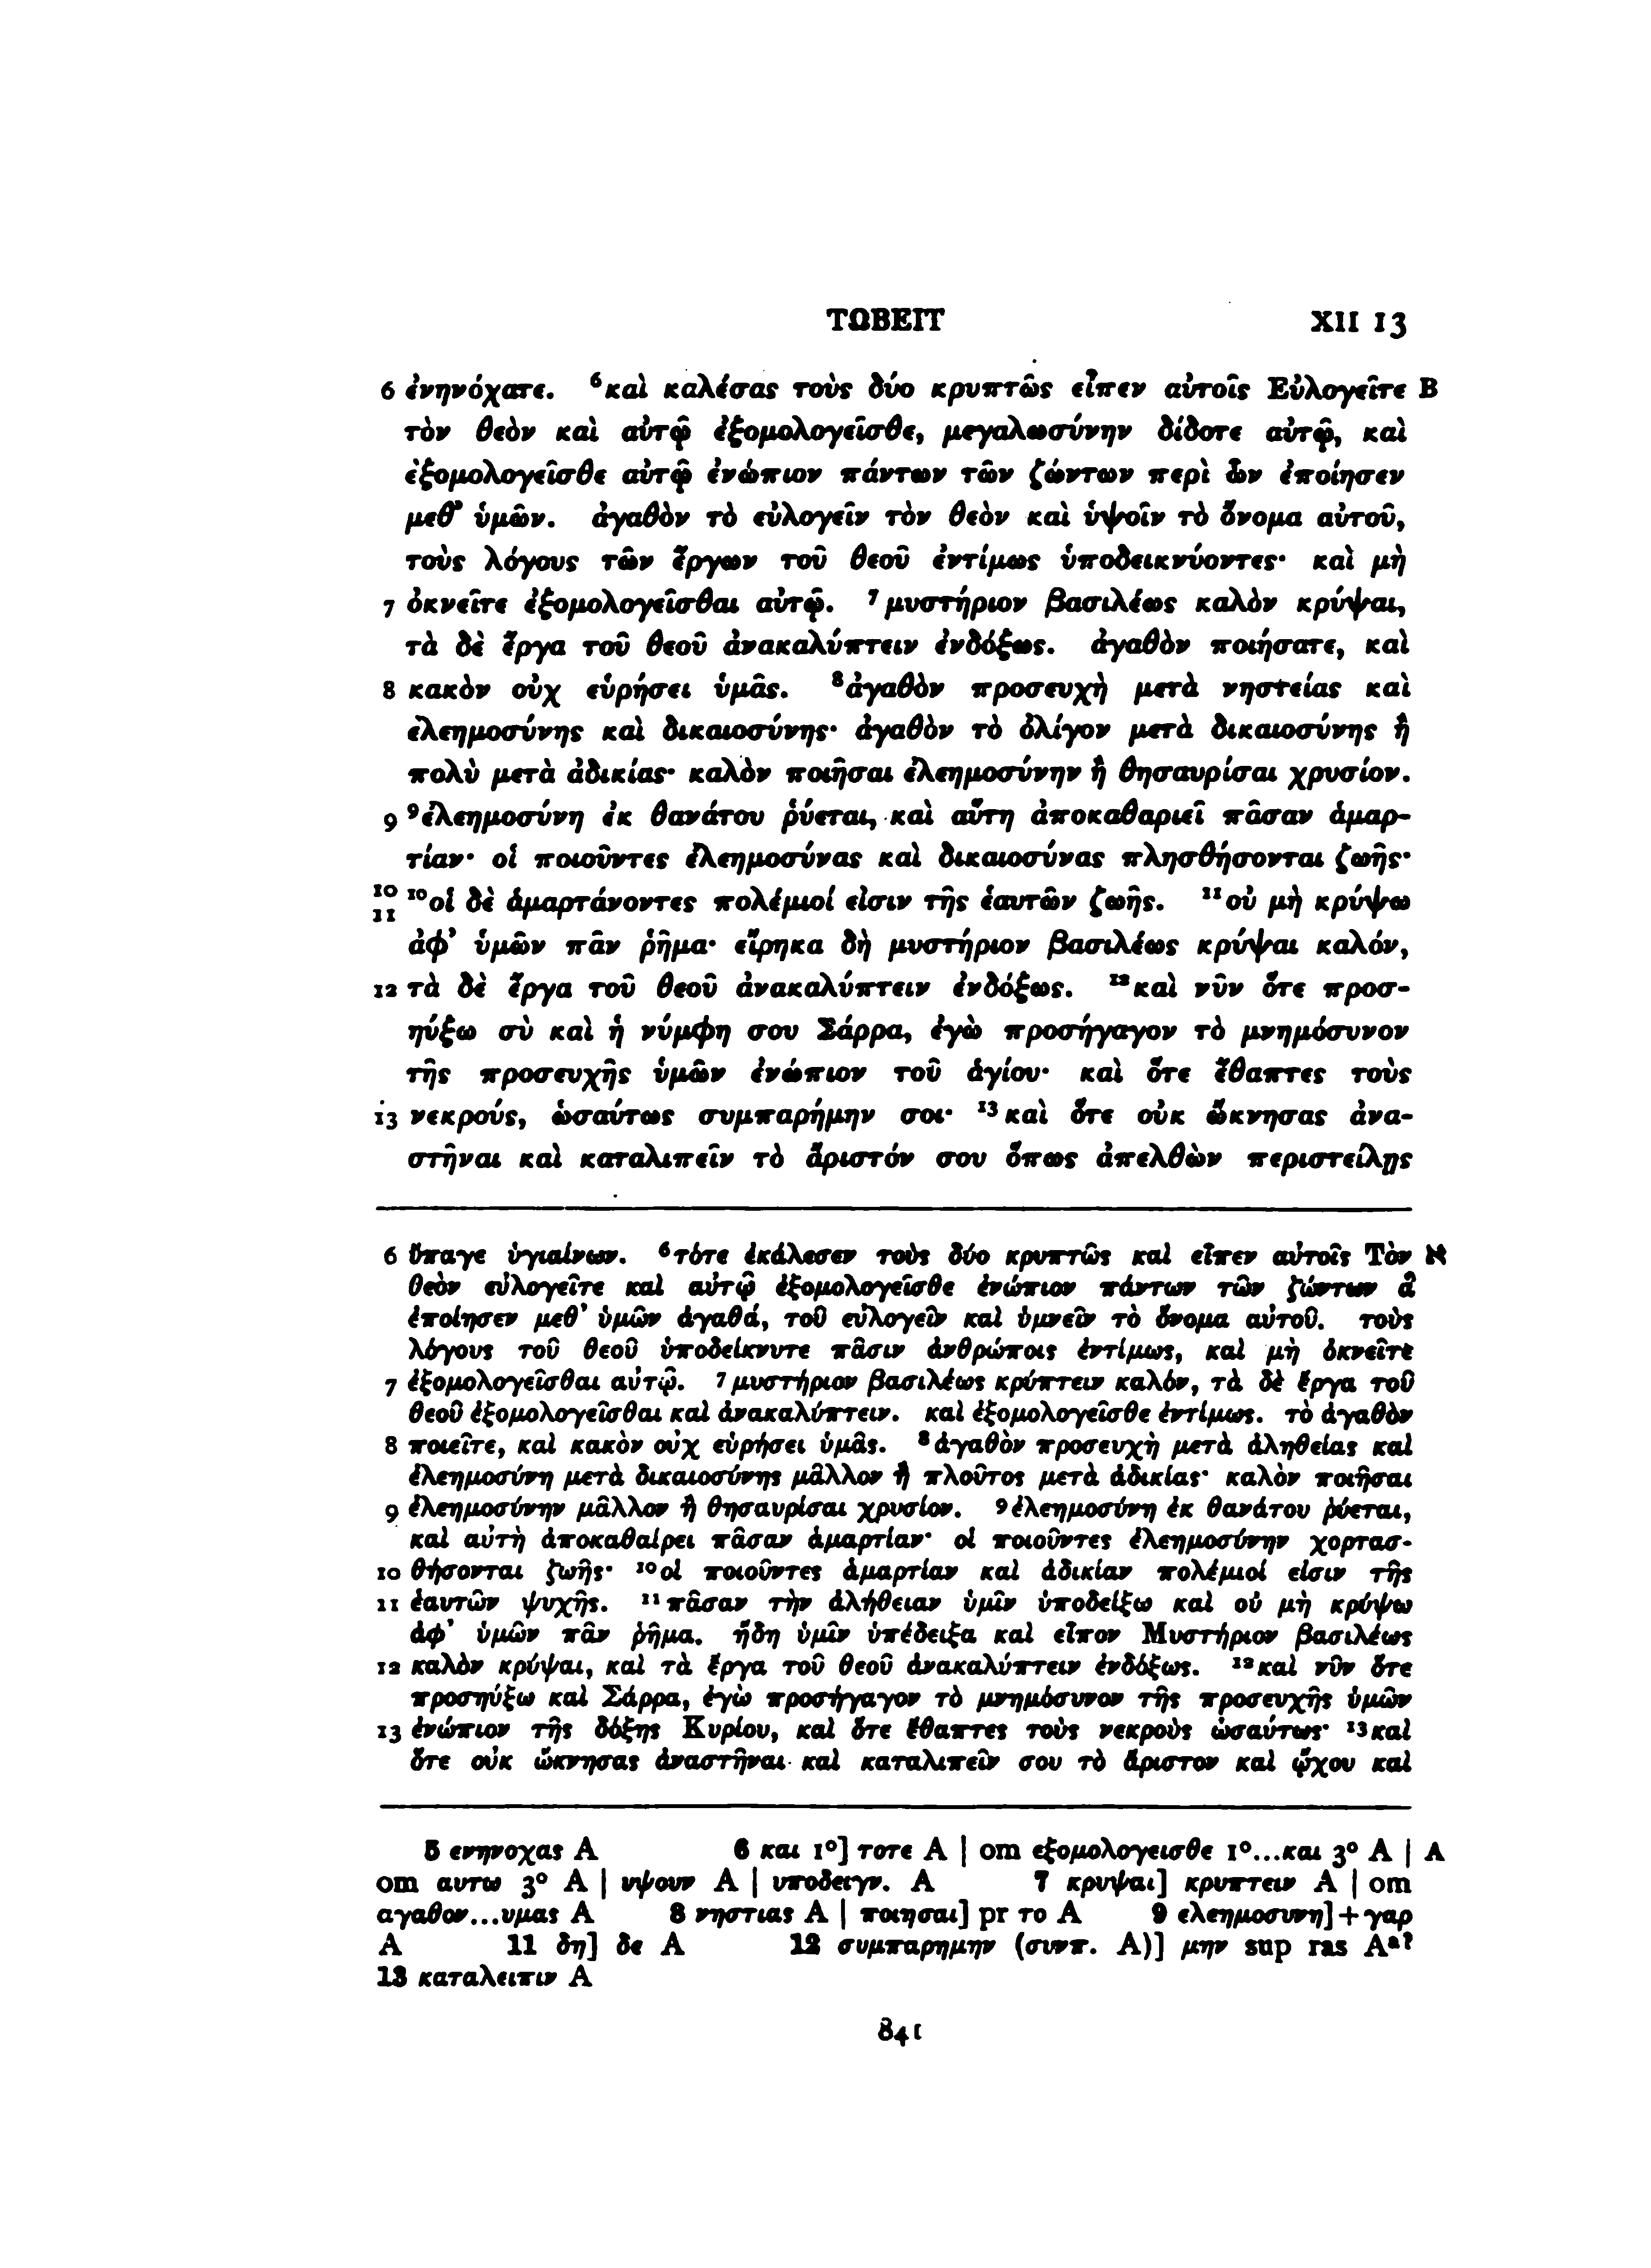 ΤΩΒΕΙΤ XII 13
6 ἐνηνόχατε. ⁶καὶ καλέσας τοὺς δύο κρυπτῶς εἶπεν αὐτοῖς Εὐλογεῖτε B
τὸν θεὸν καὶ αὐτῷ ἐξομολογεῖσθε, μεγαλωσύνην δίδοτε αὐτῷ, καὶ
ἐξομολογεῖσθε αὐτῷ ἐνώπιον πάντων τῶν ζώντων περὶ ὧν ἐποίησεν
μεθ' ὑμῶν. ἀγαθὸν τὸ εὐλογεῖν τὸν θεὸν καὶ ὑψοῖν τὸ ὄνομα αὐτοῦ,
τοὺς λόγους τῶν ἔργων τοῦ θεοῦ ἐντίμως ὑποδεικνύοντες· καὶ μὴ
7 ὀκνεῖτε ἐξομολογεῖσθαι αὐτῷ. ⁷μυστήριον βασιλέως καλὸν κρύψαι,
τὰ δὲ ἔργα τοῦ θεοῦ ἀνακαλύπτειν ἐνδόξως. ἀγαθὸν ποιήσατε, καὶ
8 κακὸν οὐχ εὑρήσει ὑμᾶς. ⁸ἀγαθὸν προσευχὴ μετὰ νηστείας καὶ
ἐλεημοσύνης καὶ δικαιοσύνης· ἀγαθὸν τὸ ὀλίγον μετὰ δικαιοσύνης ἢ
πολὺ μετὰ ἀδικίας· καλὸν ποιῆσαι ἐλεημοσύνην ἢ θησαυρίσαι χρυσίον.
9 ⁹ἐλεημοσύνη ἐκ θανάτου ῥύεται, καὶ αὕτη ἀποκαθαριεῖ πᾶσαν ἁμαρ-
τίαν· οἱ ποιοῦντες ἐλεημοσύνας καὶ δικαιοσύνας πλησθήσονται ζωῆς·
10 11 ¹⁰οἱ δὲ ἁμαρτάνοντες πολέμιοί εἰσιν τῆς ἑαυτῶν ζωῆς. ¹¹οὐ μὴ κρύψω
ἀφ' ὑμῶν πᾶν ῥῆμα· εἴρηκα δὴ μυστήριον βασιλέως κρύψαι καλόν,
12 τὰ δὲ ἔργα τοῦ θεοῦ ἀνακαλύπτειν ἐνδόξως. ¹²καὶ νῦν ὅτε προσ-
ηύξω σὺ καὶ ἡ νύμφη σου Σάρρα, ἐγὼ προσήγαγον τὸ μνημόσυνον
τῆς προσευχῆς ὑμῶν ἐνώπιον τοῦ ἁγίου· καὶ ὅτε ἔθαπτες τοὺς
13 νεκρούς, ὡσαύτως συμπαρήμην σοι· ¹³καὶ ὅτε οὐκ ὤκνησας ἀνα-
στῆναι καὶ καταλιπεῖν τὸ ἄριστόν σου ὅπως ἀπελθὼν περιστείλῃς
6 ὕπαγε ὑγιαίνων. ⁶τότε ἐκάλεσεν τοὺς δύο κρυπτῶς καὶ εἶπεν αὐτοῖς Τὸν א
θεὸν εὐλογεῖτε καὶ αὐτῷ ἐξομολογεῖσθε ἐνώπιον πάντων τῶν ζώντων ἃ
ἐποίησεν μεθ' ὑμῶν ἀγαθά, τοῦ εὐλογεῖν καὶ ὑμνεῖν τὸ ὄνομα αὐτοῦ. τοὺς
λόγους τοῦ θεοῦ ὑποδείκνυτε πᾶσιν ἀνθρώποις ἐντίμως, καὶ μὴ ὀκνεῖτε
7 ἐξομολογεῖσθαι αὐτῷ. ⁷μυστήριον βασιλέως κρύπτειν καλόν, τὰ δὲ ἔργα τοῦ
θεοῦ ἐξομολογεῖσθαι καὶ ἀνακαλύπτειν. καὶ ἐξομολογεῖσθε ἐντίμως. τὸ ἀγαθὸν
8 ποιεῖτε, καὶ κακὸν οὐχ εὑρήσει ὑμᾶς. ⁸ἀγαθὸν προσευχὴ μετὰ ἀληθείας καὶ
ἐλεημοσύνη μετὰ δικαιοσύνης μᾶλλον ἢ πλοῦτος μετὰ ἀδικίας· καλὸν ποιῆσαι
9 ἐλεημοσύνην μᾶλλον ἢ θησαυρίσαι χρυσίον. ⁹ἐλεημοσύνη ἐκ θανάτου ῥύεται,
καὶ αὐτὴ ἀποκαθαίρει πᾶσαν ἁμαρτίαν· οἱ ποιοῦντες ἐλεημοσύνην χορτασ-
10 θήσονται ζωῆς· ¹⁰οἱ ποιοῦντες ἁμαρτίαν καὶ ἀδικίαν πολέμιοί εἰσιν τῆς
11 ἑαυτῶν ψυχῆς. ¹¹πᾶσαν τὴν ἀλήθειαν ὑμῖν ὑποδείξω καὶ οὐ μὴ κρύψω
ἀφ' ὑμῶν πᾶν ῥῆμα. ἤδη ὑμῖν ὑπέδειξα καὶ εἶπον Μυστήριον βασιλέως
12 καλὸν κρύψαι, καὶ τὰ ἔργα τοῦ θεοῦ ἀνακαλύπτειν ἐνδόξως. ¹²καὶ νῦν ὅτε
προσηύξω καὶ Σάρρα, ἐγὼ προσήγαγον τὸ μνημόσυνον τῆς προσευχῆς ὑμῶν
13 ἐνώπιον τῆς δόξης Κυρίου, καὶ ὅτε ἔθαπτες τοὺς νεκροὺς ὡσαύτως· ¹³καὶ
ὅτε οὐκ ὤκνησας ἀναστῆναι καὶ καταλιπεῖν σου τὸ ἄριστον καὶ ᾤχου καὶ
5 ενηνοχας A 6 και 1°] τοτε A | om εξομολογεισθε 1°...και 3° A | A
om αυτω 3° A | υψουν A | υποδειγν. A 7 κρυψαι] κρυπτειν A | om
αγαθον...υμας A 8 νηστιας A | ποιησαι] pr το A 9 ελεημοσυνη]+γαρ
A 11 δη] δε A 12 συμπαρημην (συνπ. A)] μην sup ras Aᵃ?
13 καταλειπιν A
841